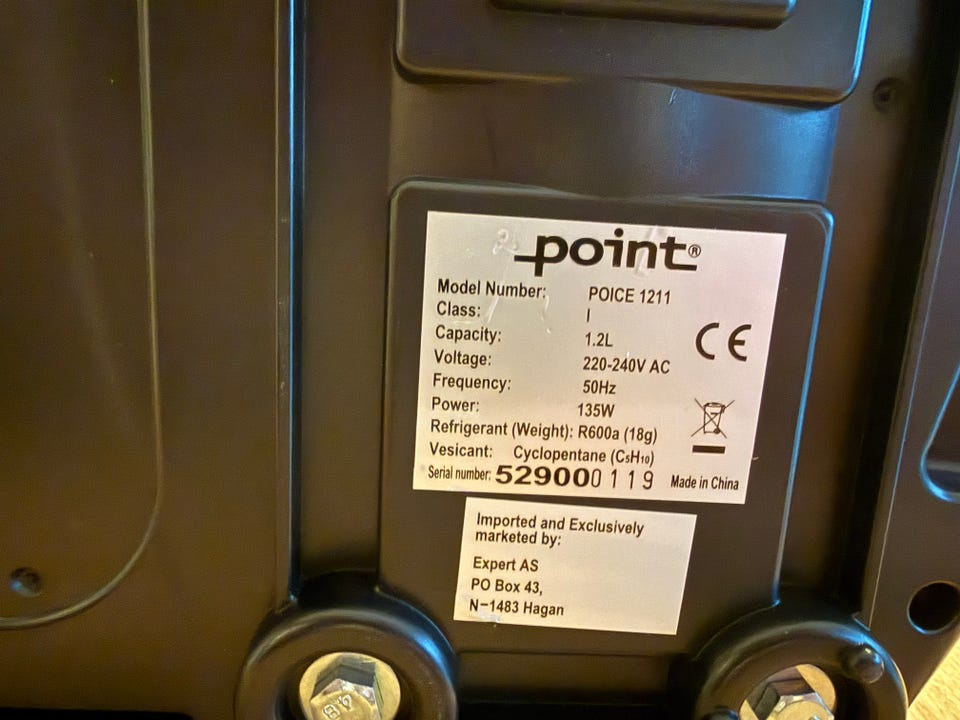 point®
Model Number: POICE 1211
Class: I
Capacity: 1.2L
Voltage: 220-240V AC
Frequency: 50Hz
Power: 135W
Refrigerant (Weight): R600a (18g)
Vesicant: Cyclopentane (C₅H₁₀)
Serial number: 5290000119 Made in China
CE
Imported and Exclusively
marketed by:
Expert AS
PO Box 43,
N-1483 Hagan